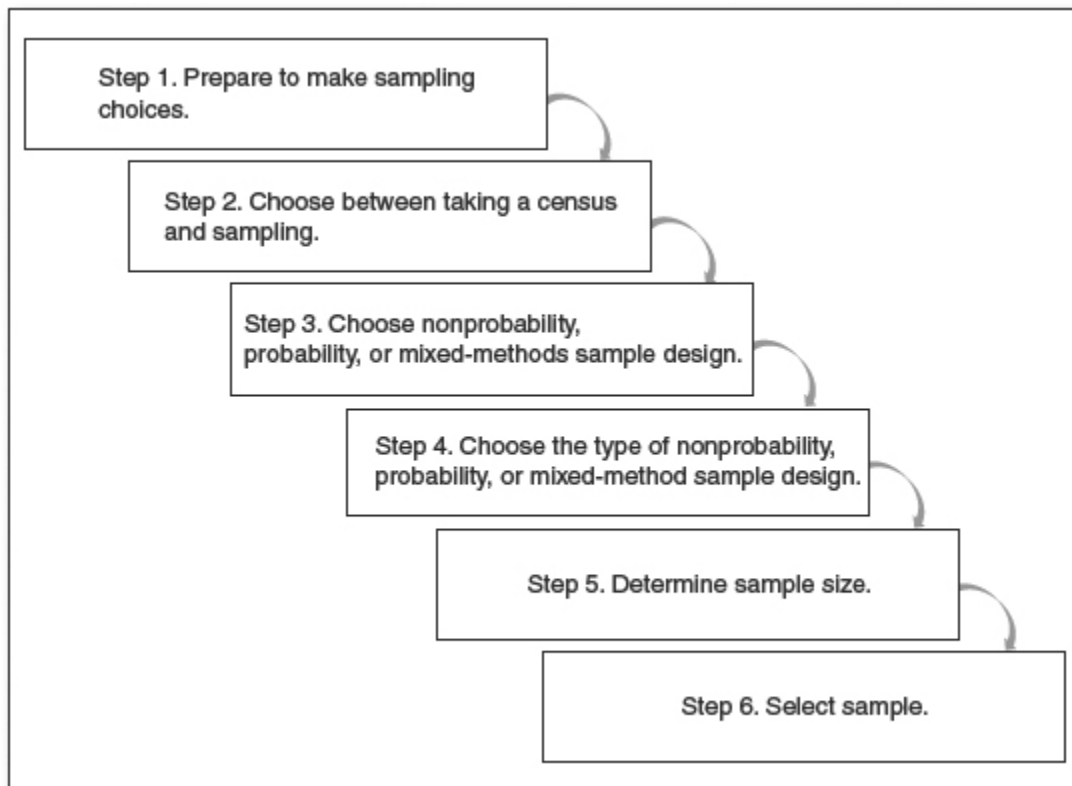 Step 1. Prepare to make sampling
choices.
Step 2. Choose between taking a census
and sampling.
Step 3. Choose nonprobability,
probability, or mixed-methods sample design.
Step 4. Choose the type of nonprobability,
probability, or mixed-method sample design.
Step 5. Determine sample size.
Step 6. Select sample.